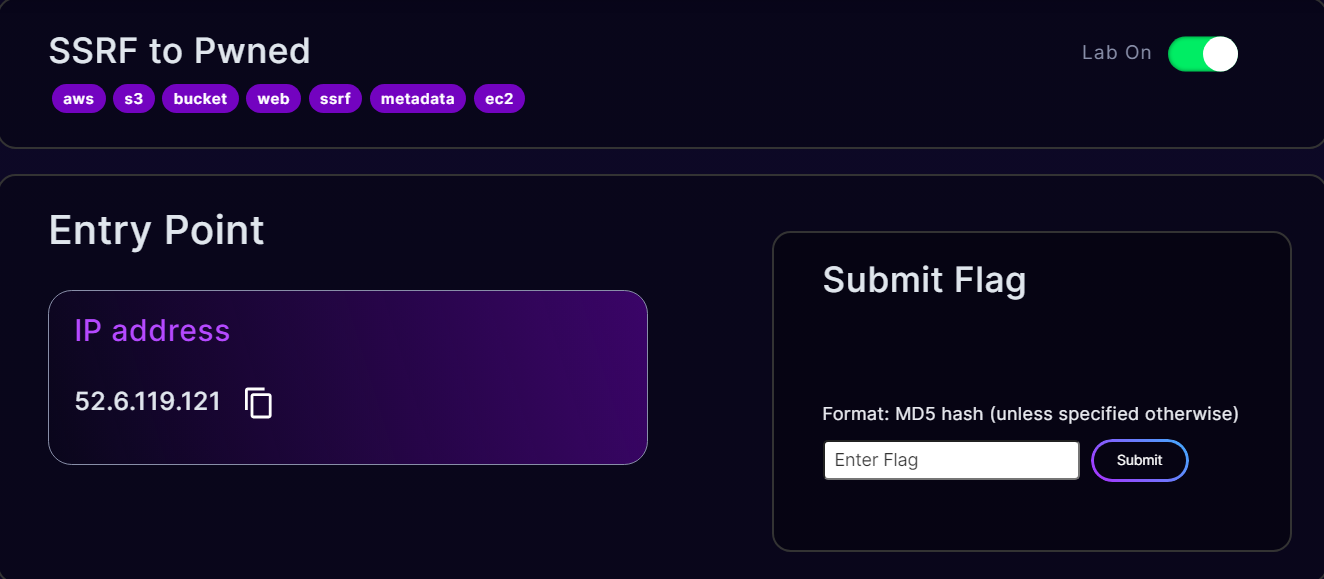 SSRF to Pwned
Lab On
aws s3 bucket web ssrf metadata ec2
Entry Point
IP address
52.6.119.121
Submit Flag
Format: MD5 hash (unless specified otherwise)
Enter Flag
Submit